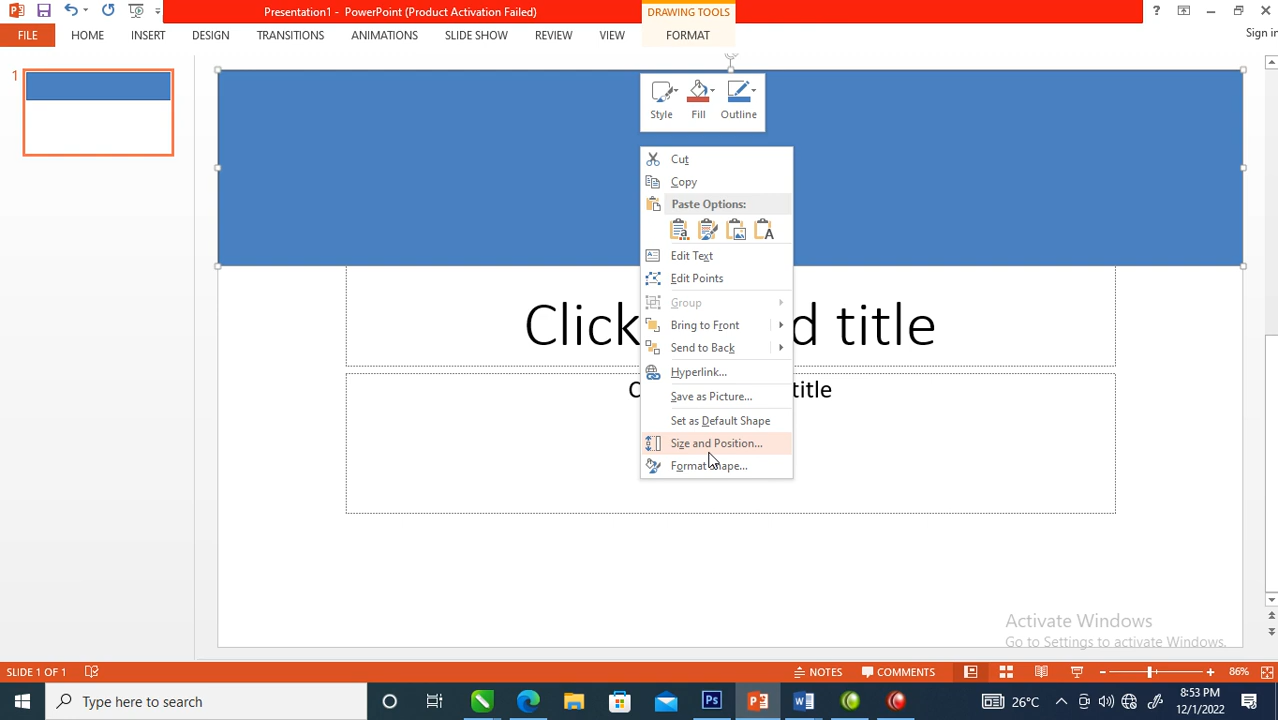 Presentation1 - PowerPoint (Product Activation Failed)
DRAWING TOOLS
?
FILE
HOME
INSERT
DESIGN
TRANSITIONS
ANIMATIONS
SLIDE SHOW
REVIEW
VIEW
FORMAT
Sign in
1
Style
Fill
Outline
Cut
Copy
Paste Options:
Edit Text
Edit Points
Group
Bring to Front
Send to Back
Hyperlink...
Save as Picture...
Set as Default Shape
Size and Position...
Format Shape...
Click d title
C title
Activate Windows
Go to Settings to activate Windows.
SLIDE 1 OF 1
NOTES
COMMENTS
86%
Type here to search
26°C
8:53 PM
12/1/2022